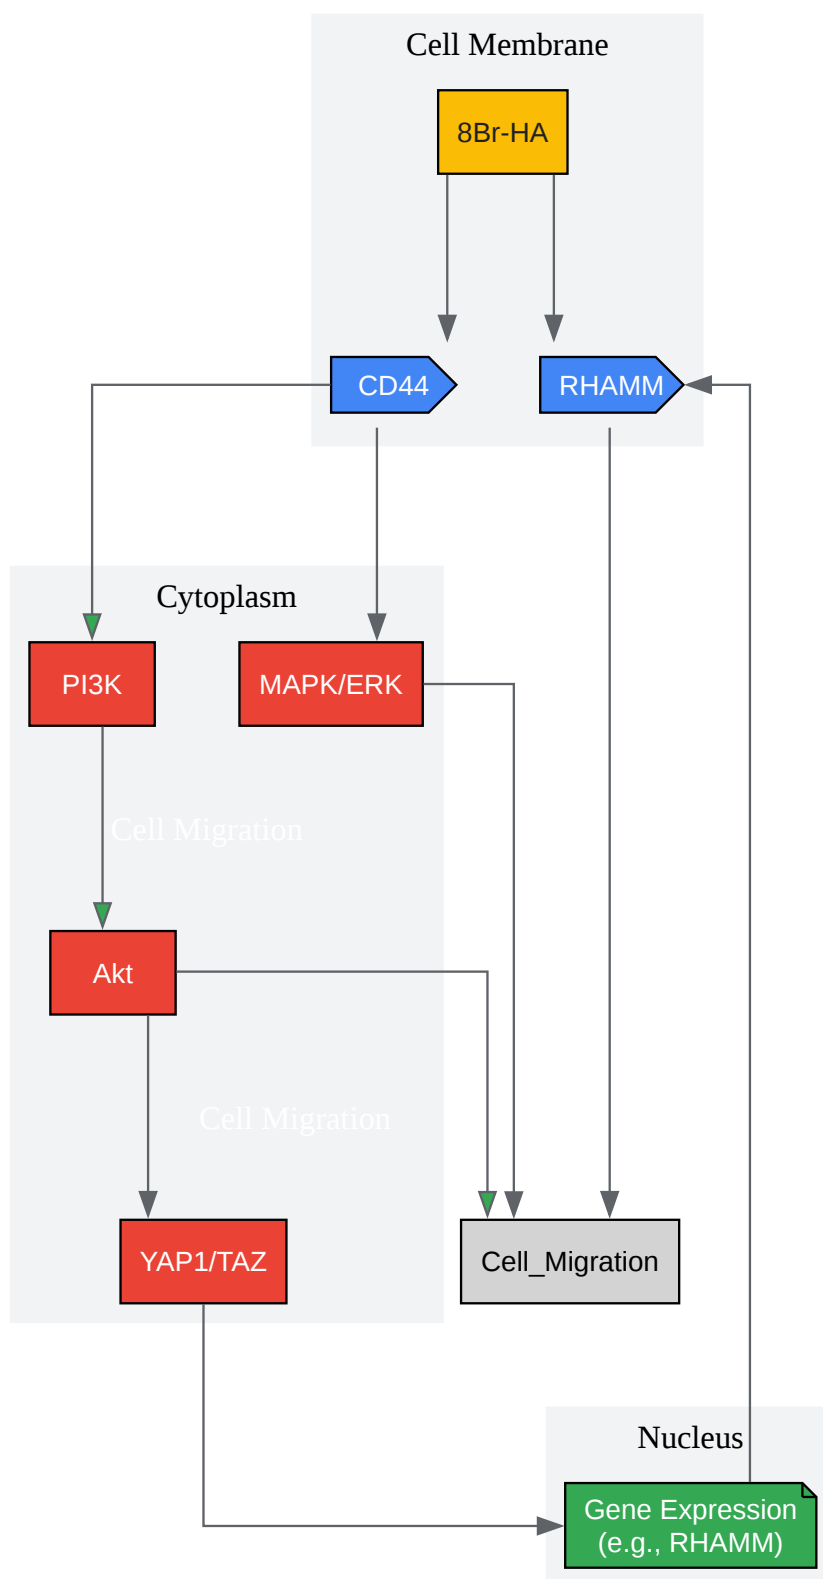 Cell Membrane
8Br-HA
CD44
RHAMM
Cytoplasm
PI3K
MAPK/ERK
Cell Migration
Akt
Cell Migration
YAP1/TAZ
Cell_Migration
Nucleus
Gene Expression
(e.g., RHAMM)